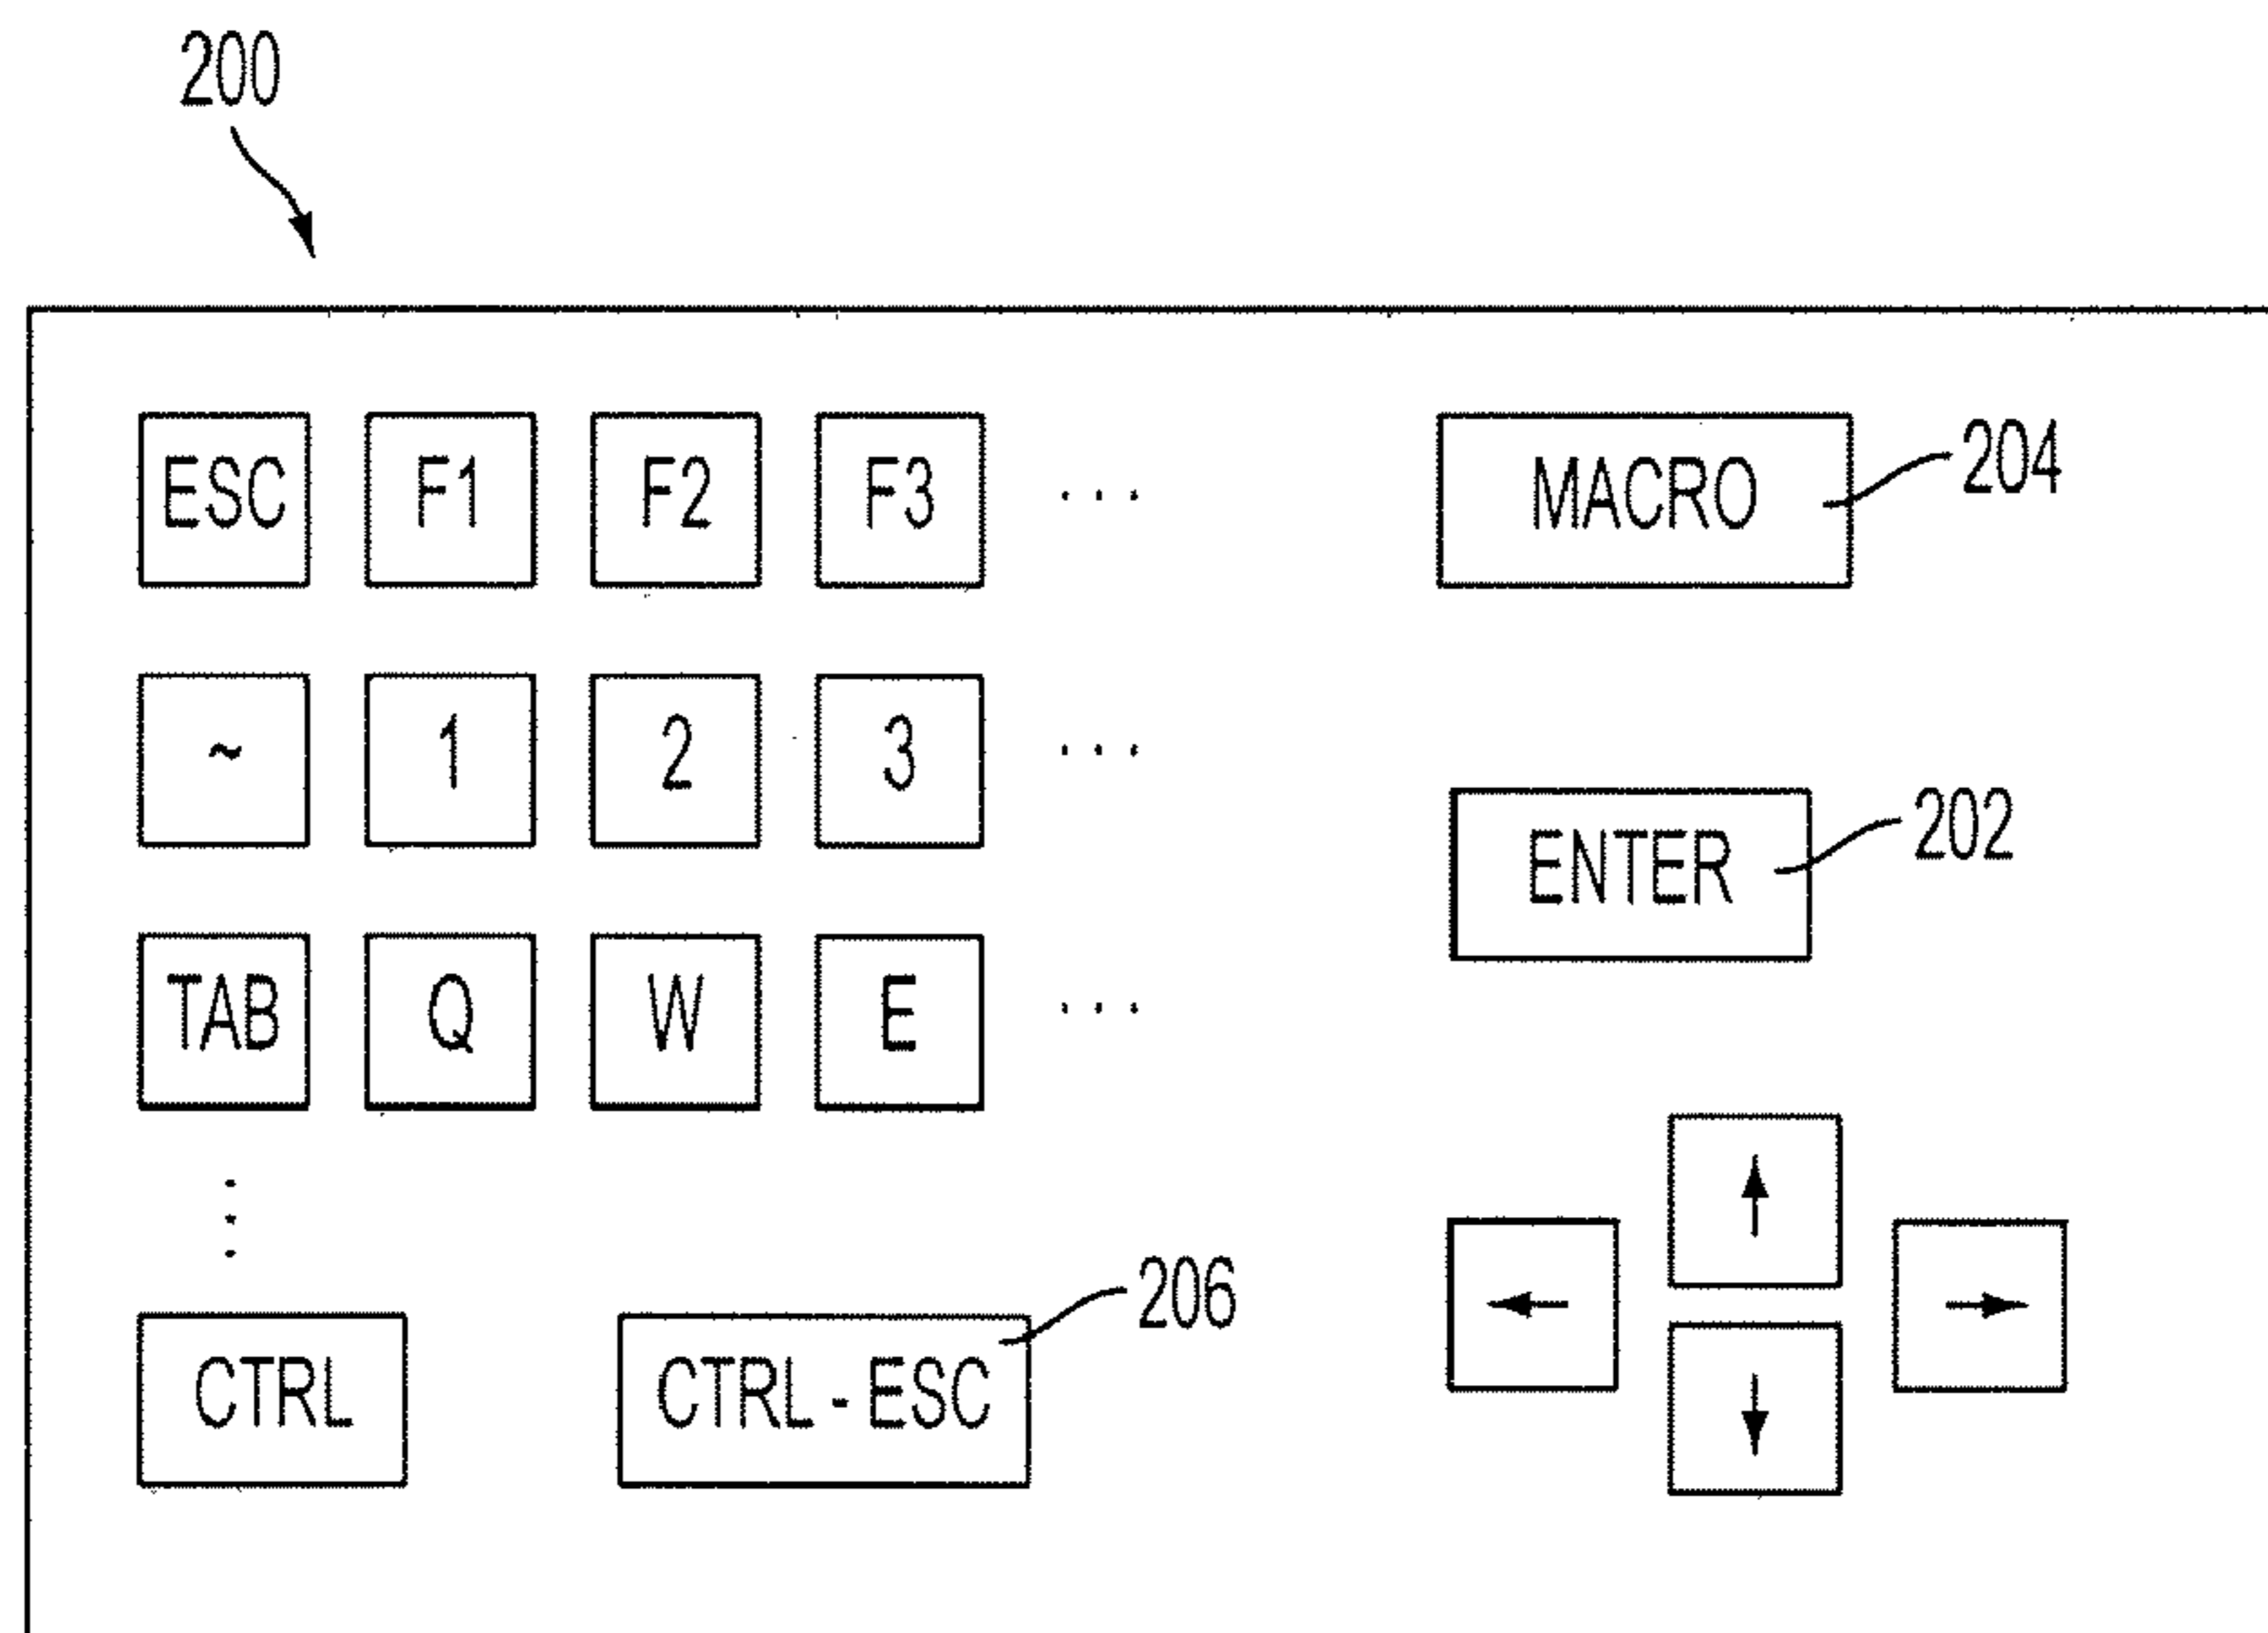 200
ESC F1 F2 F3 ... MACRO 204
~ 1 2 3 ...
ENTER 202
TAB Q W E ...
↑
← →
206
CTRL CTRL - ESC ↓